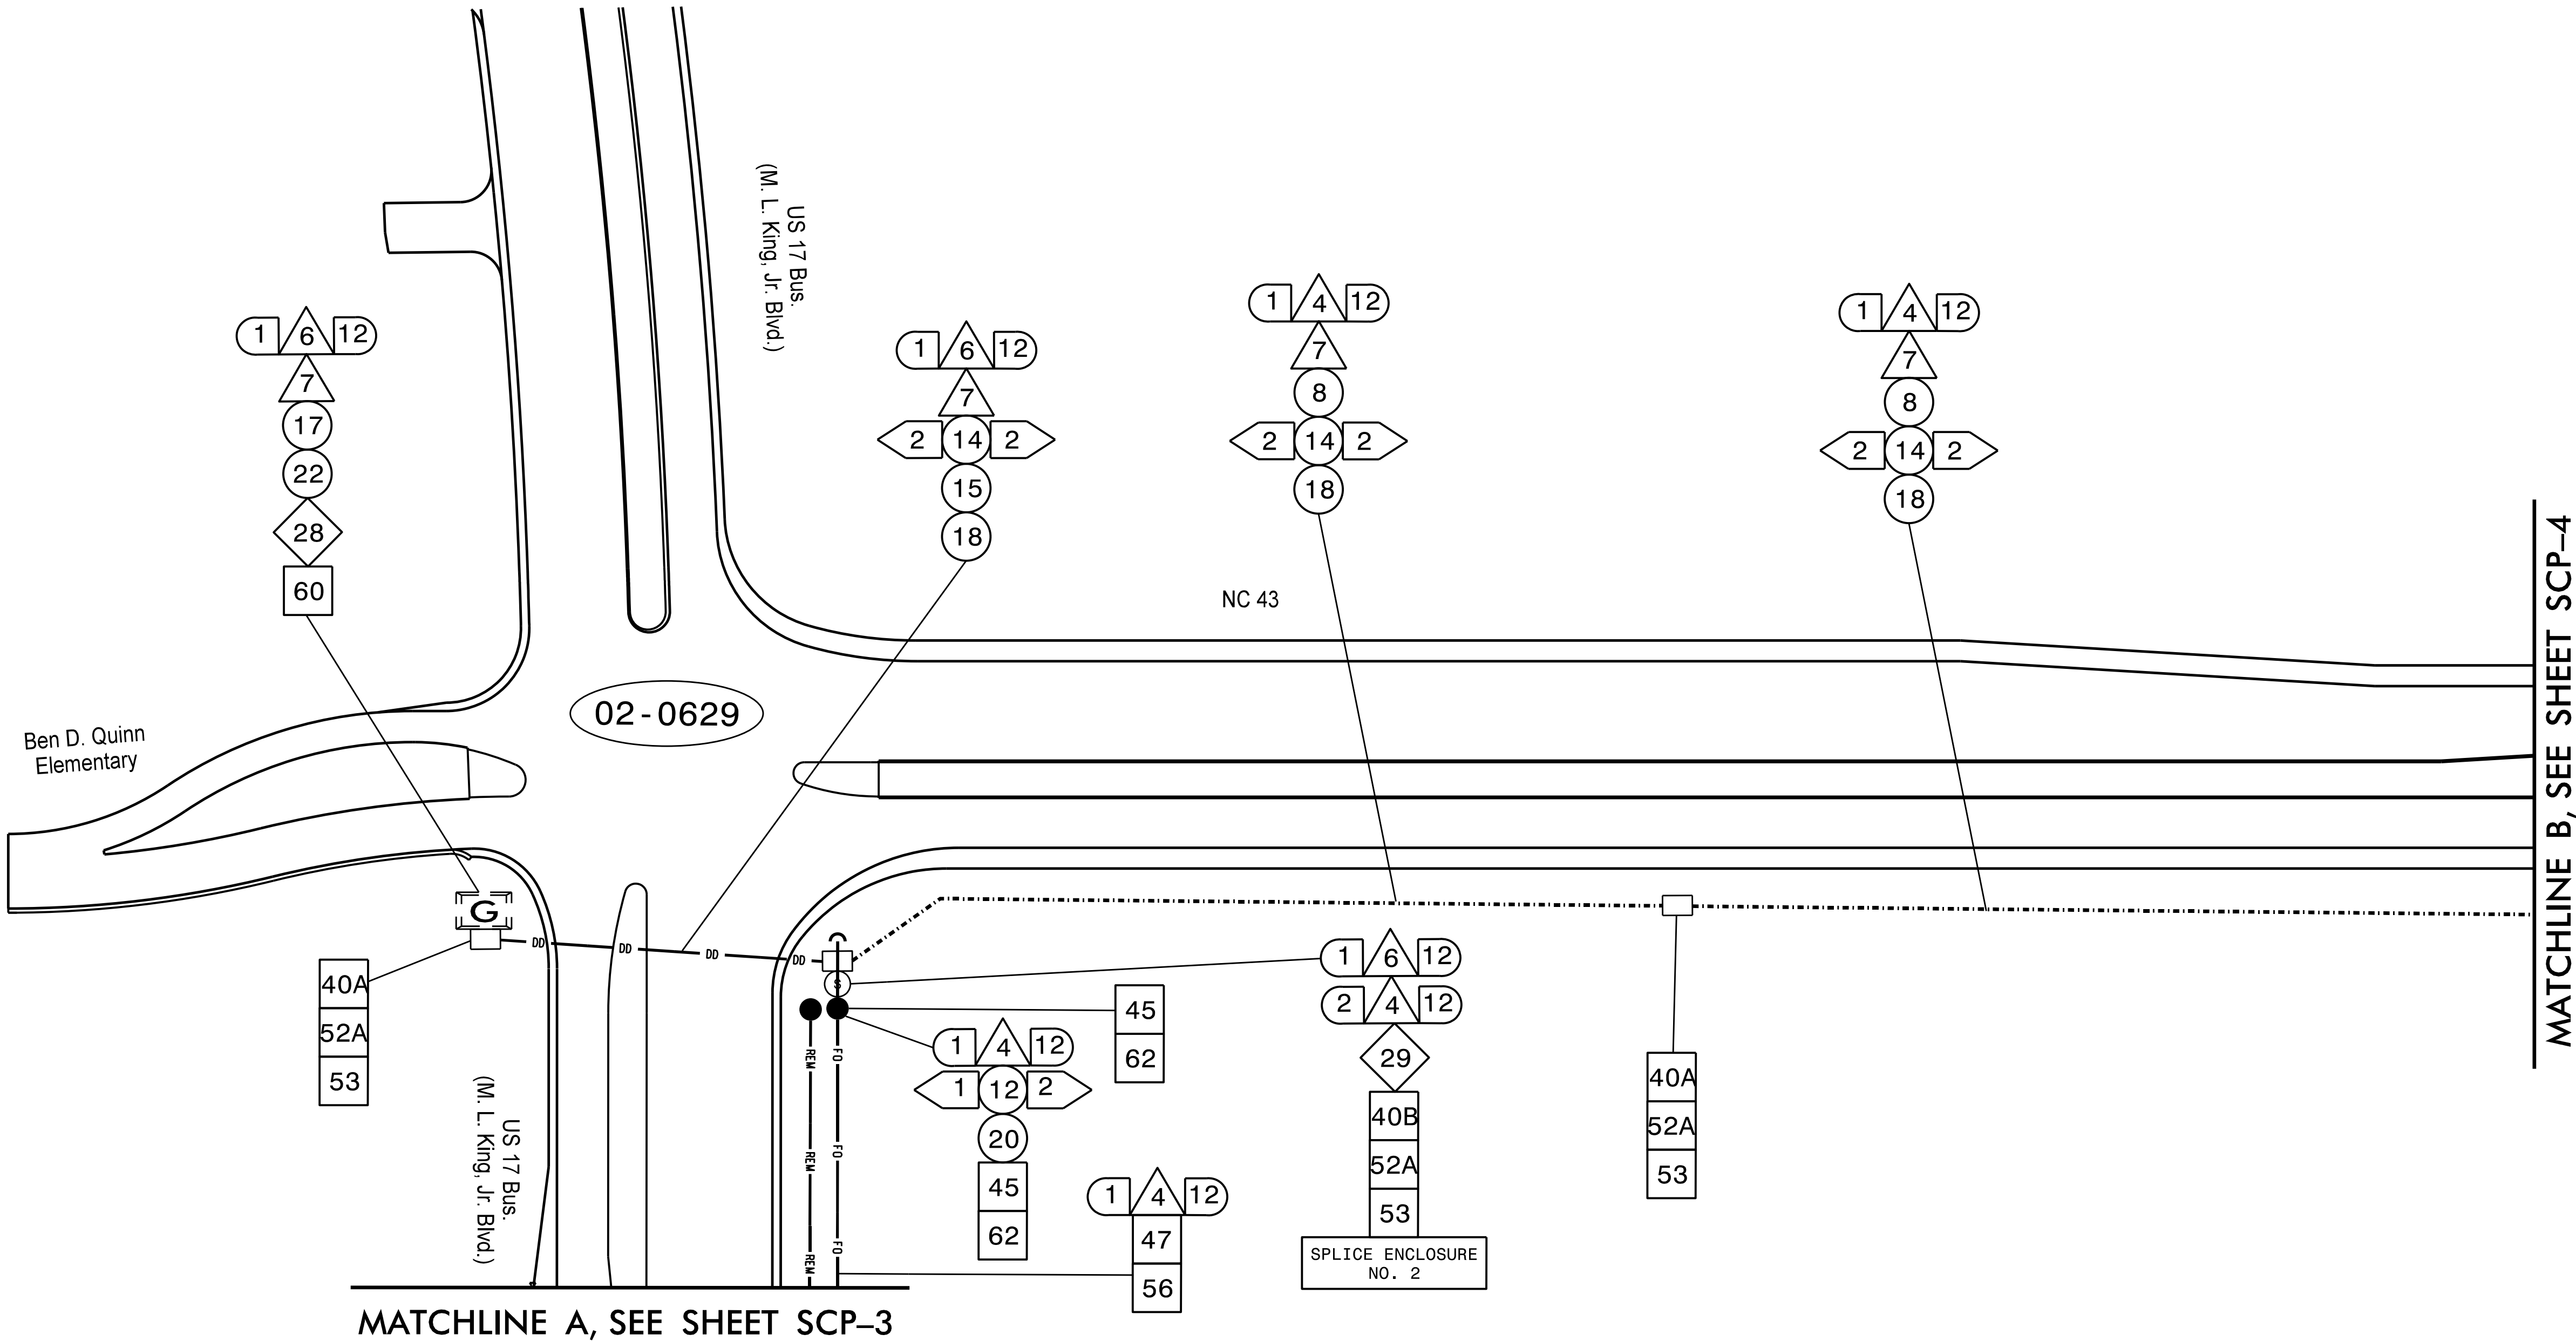 US 17 Bus.
(M. L. King, Jr. Blvd.)
1 6 12
7
17
22
28
60
1 6 12
7
2 14 2
15
18
1 4 12
7
8
2 14 2
18
1 4 12
7
8
2 14 2
18
NC 43
02-0629
Ben D. Quinn
Elementary
MATCHLINE B, SEE SHEET SCP-4
G
DD DD DD DD
S
40A
52A
53
REM REM REM
FO FO FO
45
62
1 4 12
1 12 2
20
45
62
1 4 12
47
56
1 6 12
2 4 12
29
40B
52A
53
SPLICE ENCLOSURE
NO. 2
40A
52A
53
US 17 Bus.
(M. L. King, Jr. Blvd.)
MATCHLINE A, SEE SHEET SCP-3